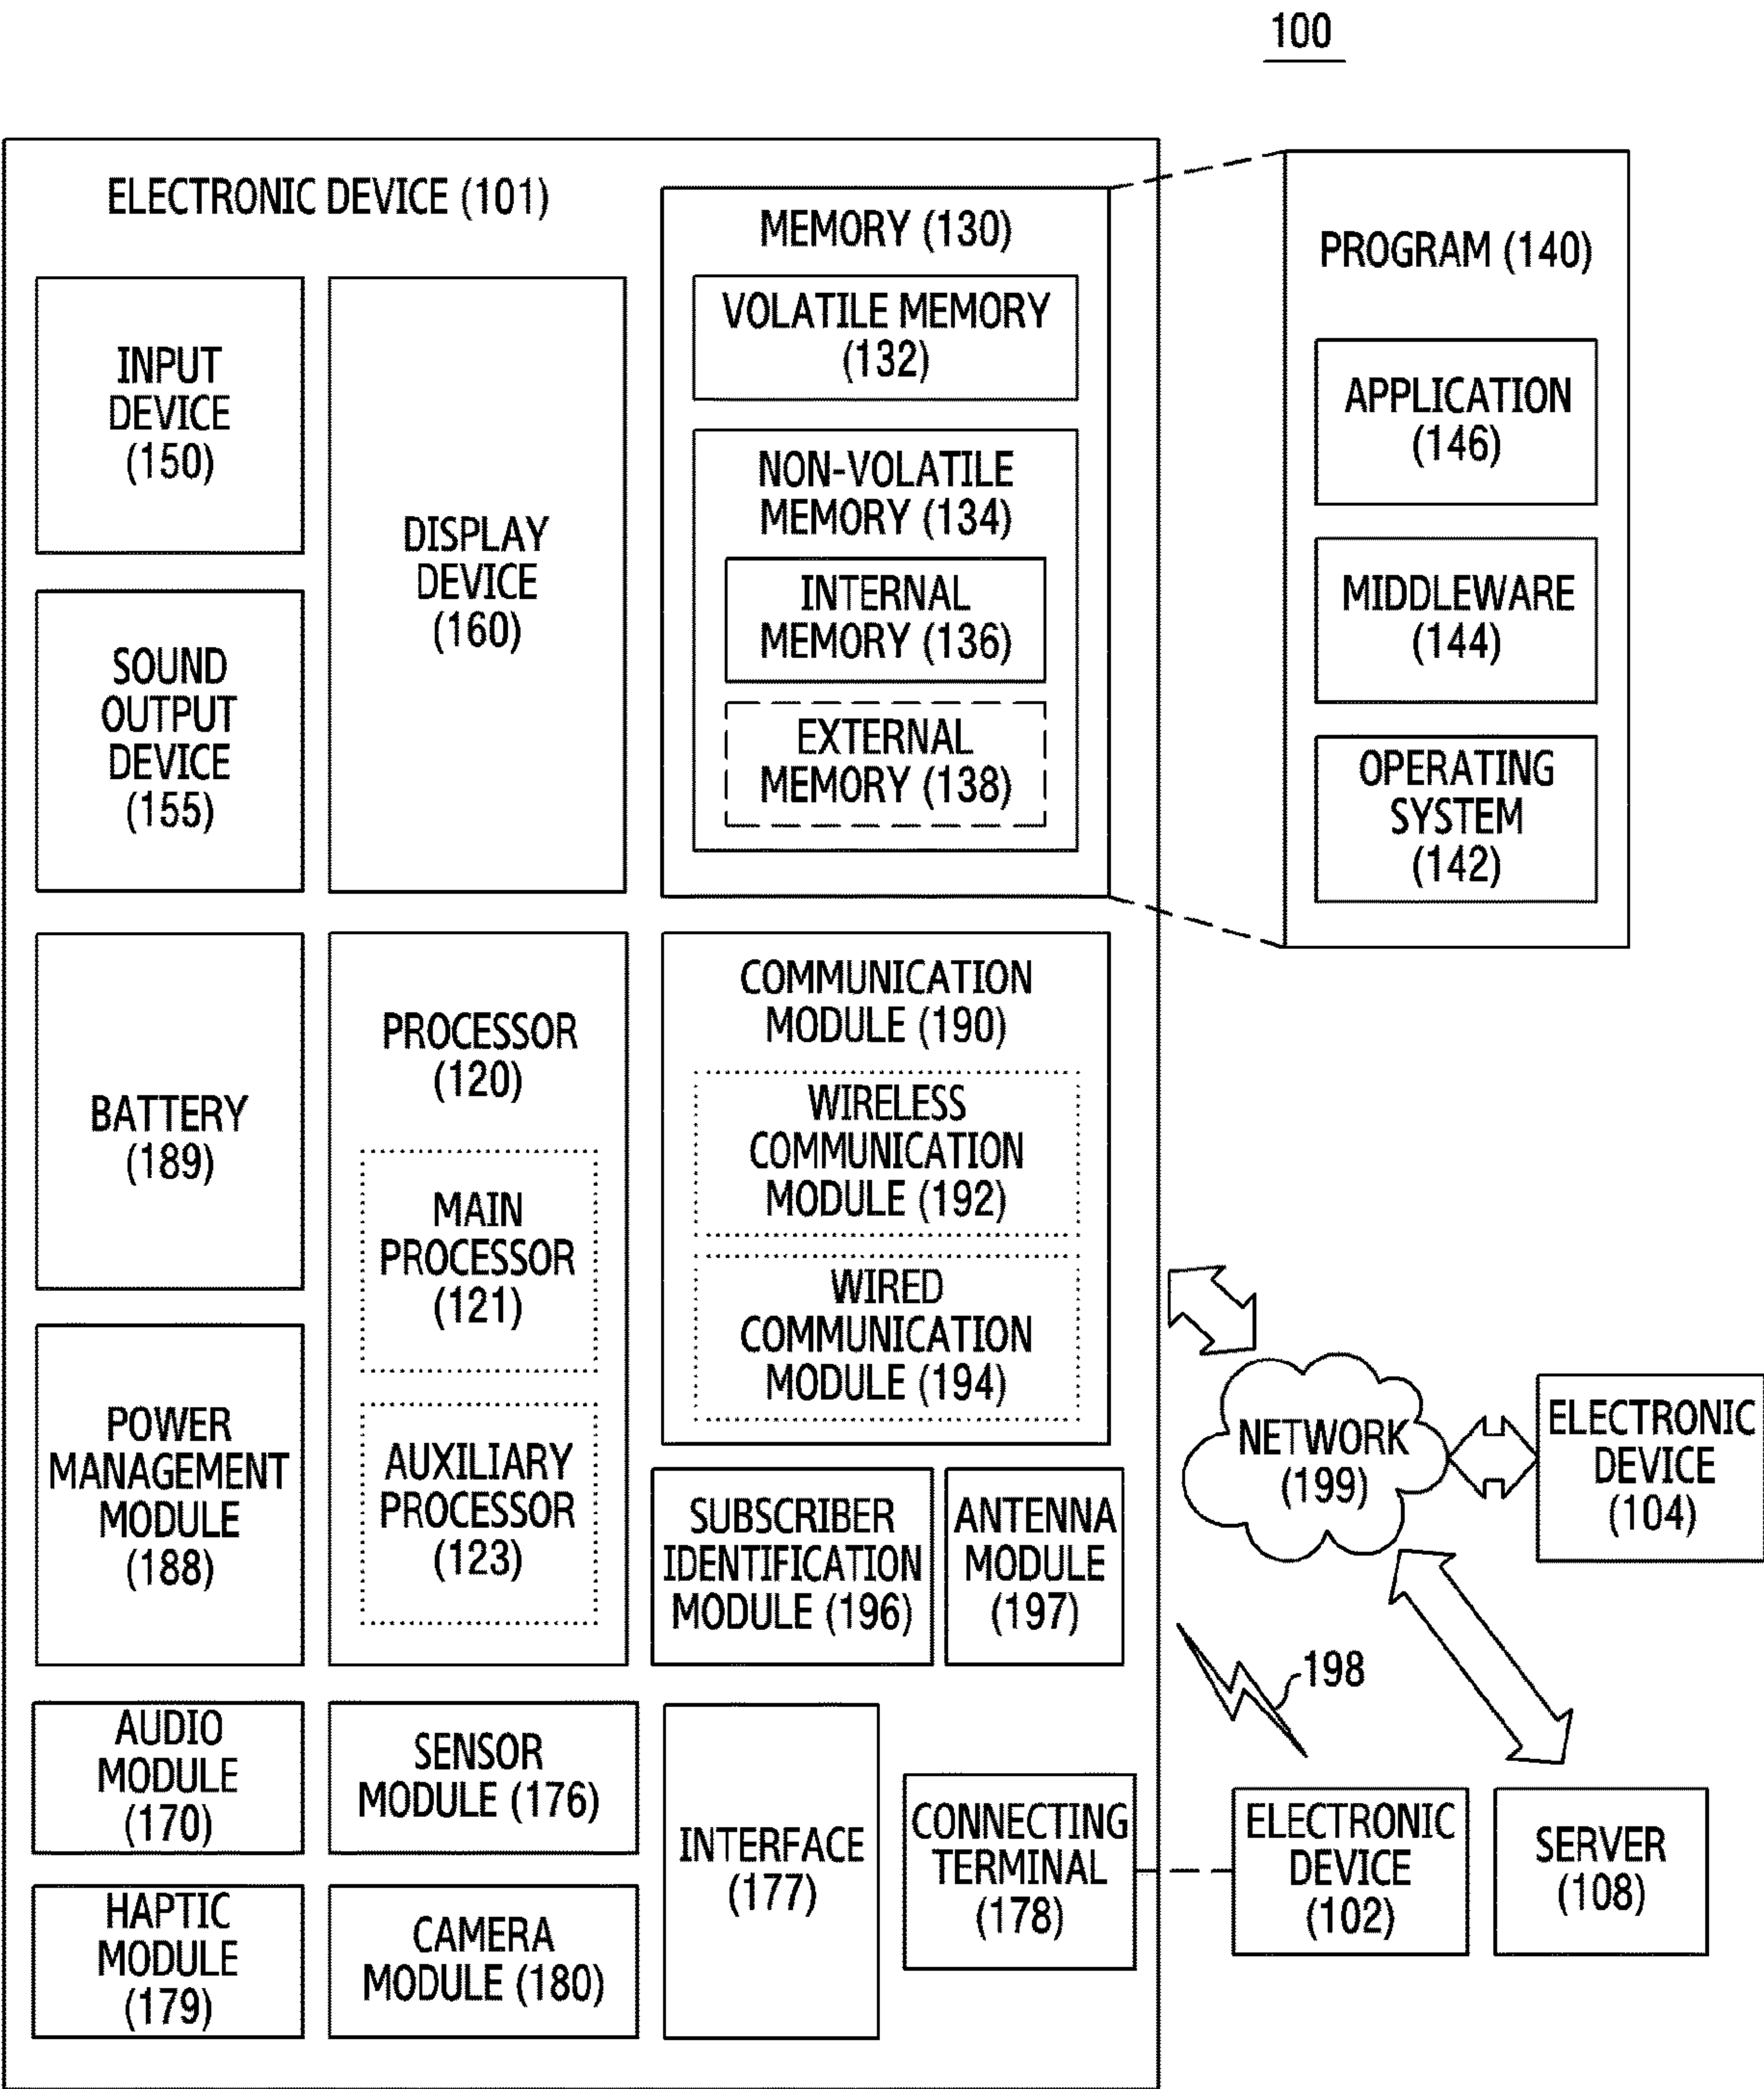 100
ELECTRONIC DEVICE (101)
INPUT
DEVICE
(150)
SOUND
OUTPUT
DEVICE
(155)
DISPLAY
DEVICE
(160)
MEMORY (130)
VOLATILE MEMORY
(132)
NON-VOLATILE
MEMORY (134)
INTERNAL
MEMORY (136)
EXTERNAL
MEMORY (138)
PROGRAM (140)
APPLICATION
(146)
MIDDLEWARE
(144)
OPERATING
SYSTEM
(142)
BATTERY
(189)
POWER
MANAGEMENT
MODULE
(188)
PROCESSOR
(120)
MAIN
PROCESSOR
(121)
AUXILIARY
PROCESSOR
(123)
COMMUNICATION
MODULE (190)
WIRELESS
COMMUNICATION
MODULE (192)
WIRED
COMMUNICATION
MODULE (194)
SUBSCRIBER
IDENTIFICATION
MODULE (196)
ANTENNA
MODULE
(197)
NETWORK
(199)
ELECTRONIC
DEVICE
(104)
198
AUDIO
MODULE
(170)
SENSOR
MODULE (176)
HAPTIC
MODULE
(179)
CAMERA
MODULE (180)
INTERFACE
(177)
CONNECTING
TERMINAL
(178)
ELECTRONIC
DEVICE
(102)
SERVER
(108)